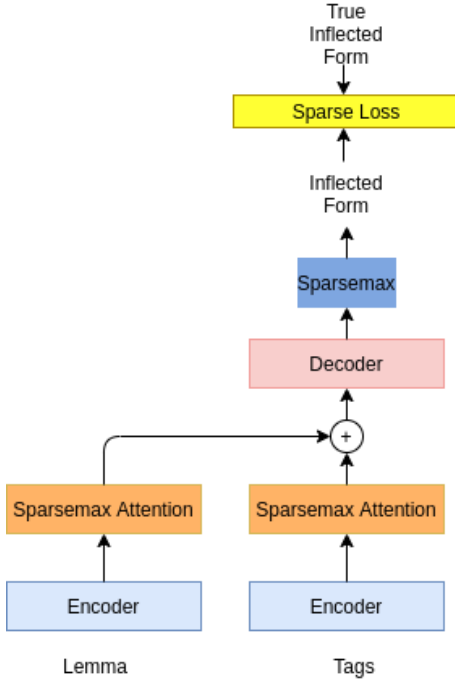 True
Inflected
Form
Sparse Loss
Inflected
Form
Sparsemax
Decoder
+
Sparsemax Attention
Sparsemax Attention
Encoder
Encoder
Lemma
Tags